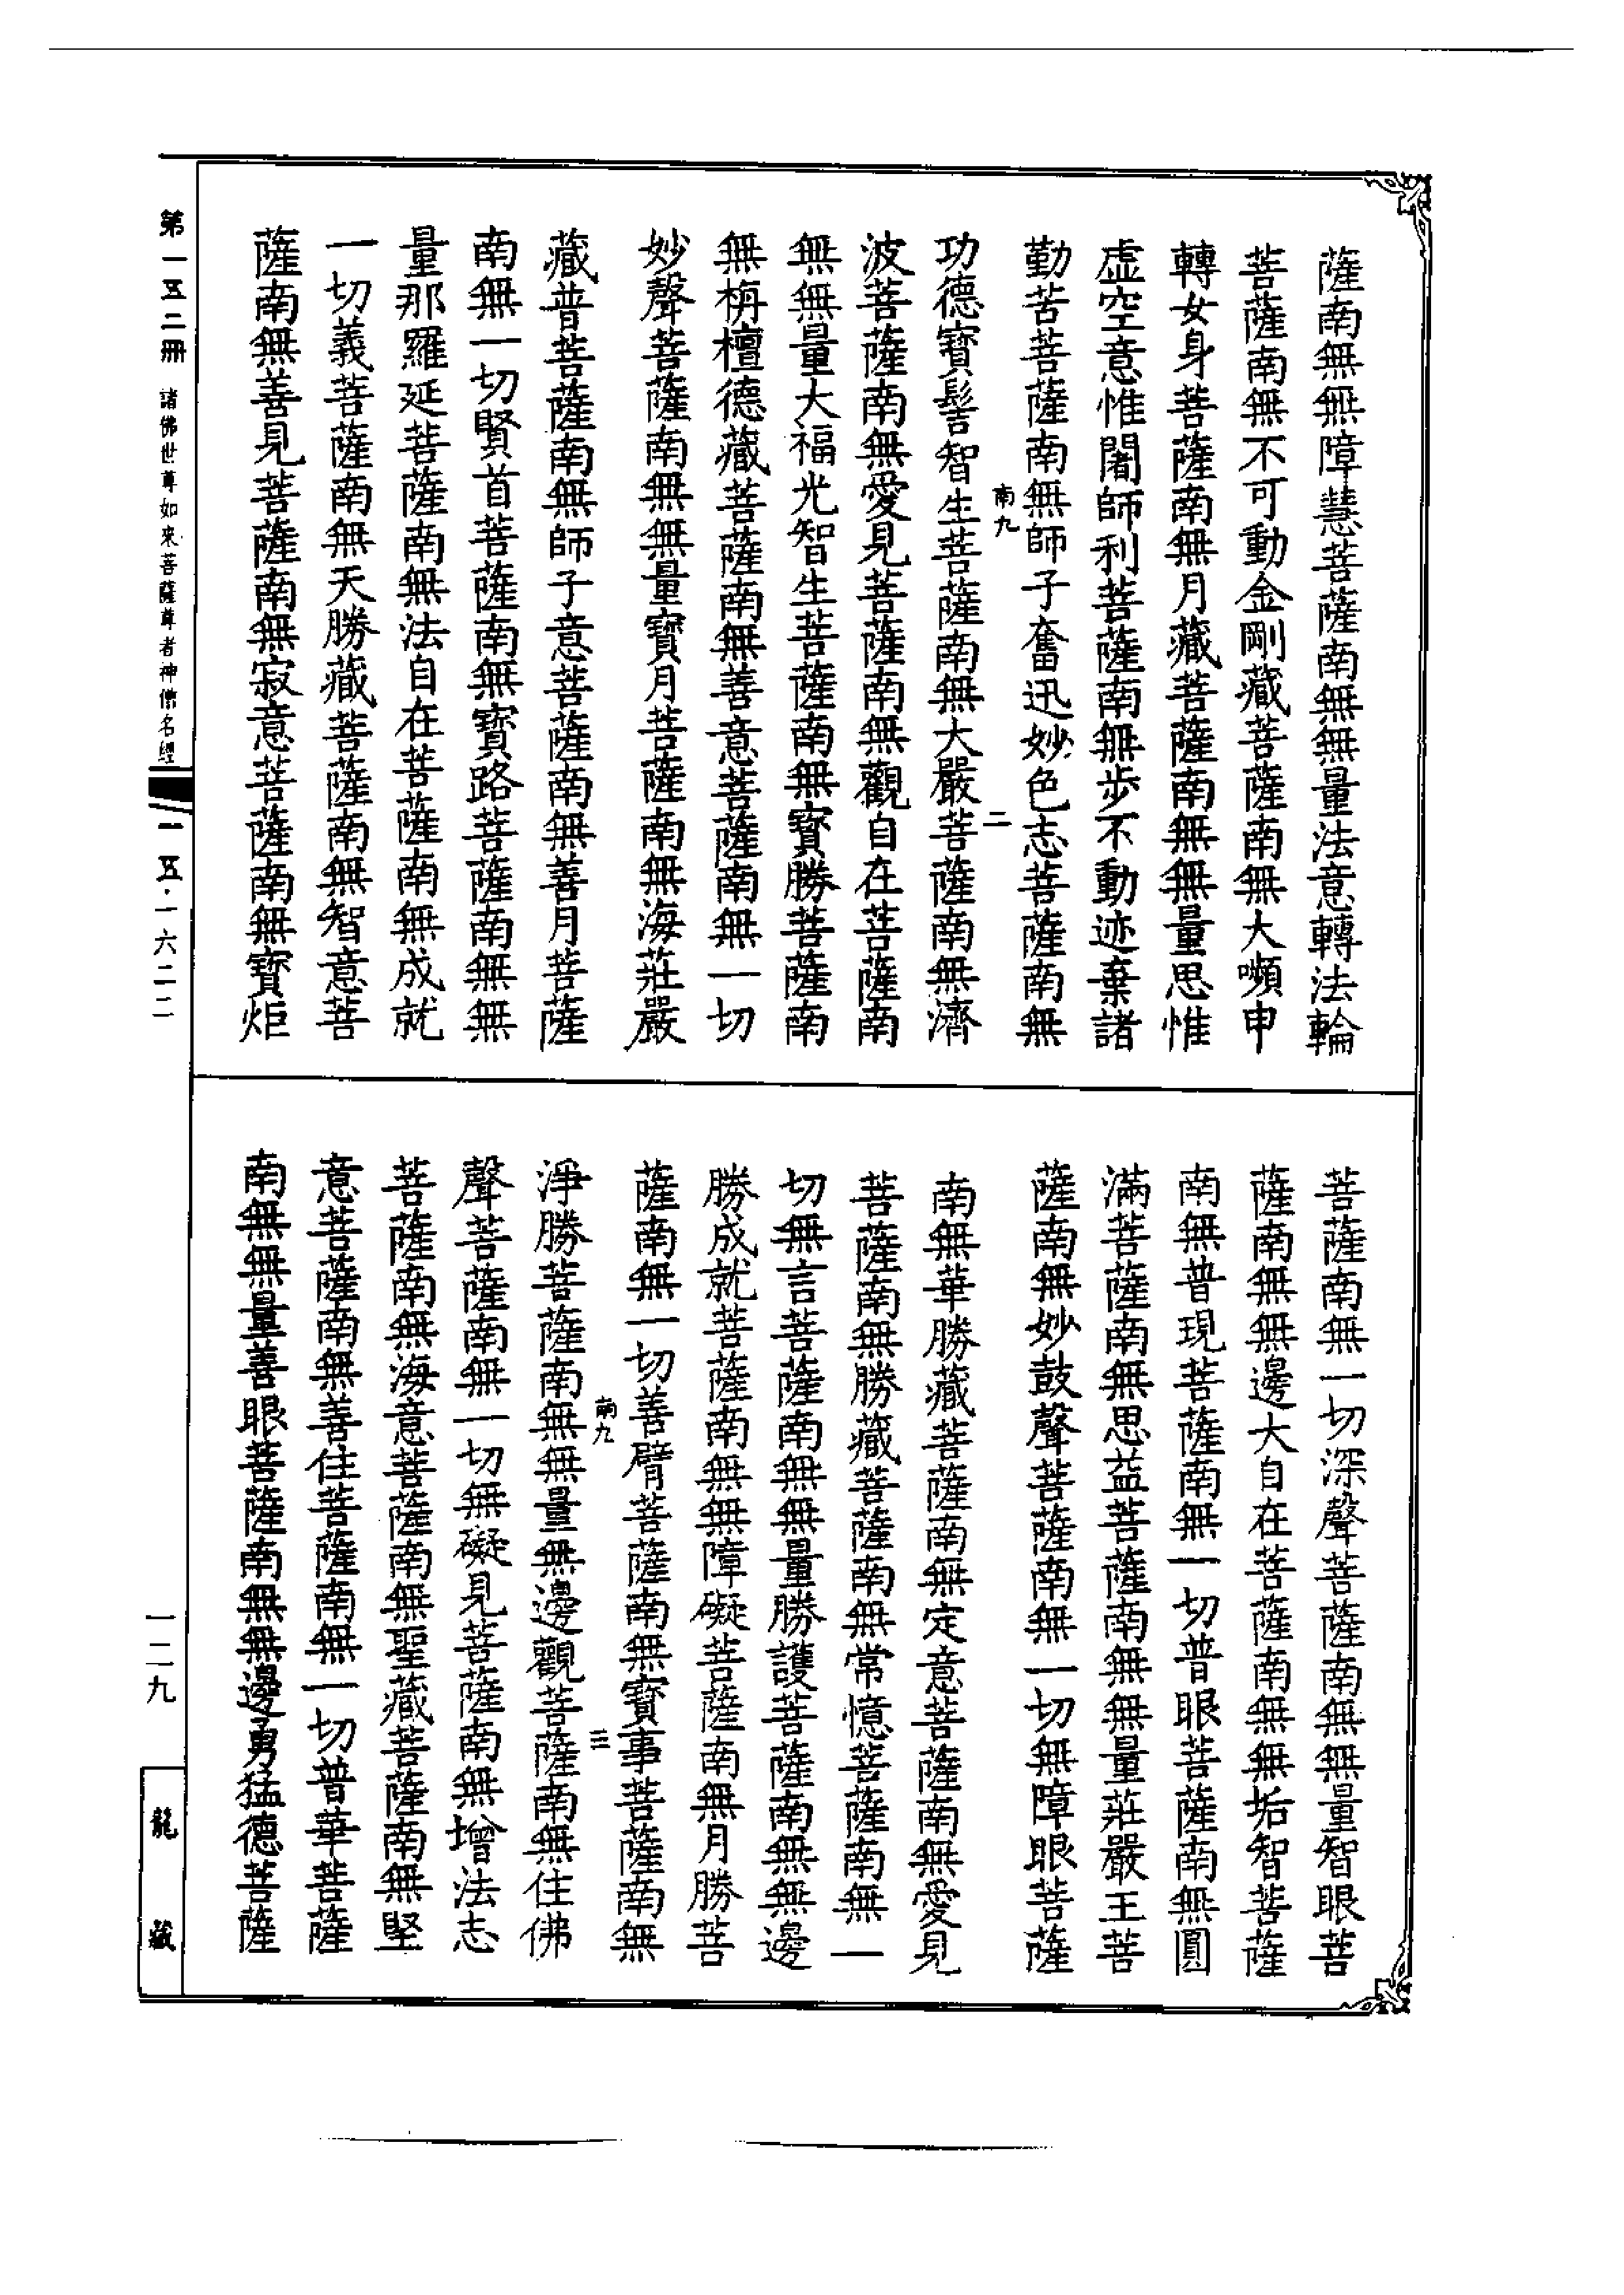 薩南無無障慧菩薩南無無量法意轉法輪
菩薩南無不可動金剛藏菩薩南無大嚬申
轉女身菩薩南無月藏菩薩南無無量思惟
虛空意惟闍師利菩薩南無步不動迹棄諸
勤苦菩薩南無師子奮迅妙色志菩薩南無
南九 二
功德寶髻智生菩薩南無大嚴菩薩南無濟
波菩薩南無愛見菩薩南無觀自在菩薩南
無無量大福光智生菩薩南無寶勝菩薩南
無栴檀德藏菩薩南無善意菩薩南無一切
妙聲菩薩南無無量寶月菩薩南無海莊嚴
藏普菩薩南無師子意菩薩南無善月菩薩
南無一切賢首菩薩南無寶路菩薩南無無
量那羅延菩薩南無法自在菩薩南無成就
一切義菩薩南無天勝藏菩薩南無智意菩
薩南無善見菩薩南無寂意菩薩南無寶炬
菩薩南無一切深聲菩薩南無無量智眼菩
薩南無無邊大自在菩薩南無無垢智菩薩
南無普現菩薩南無一切普眼菩薩南無圓
滿菩薩南無思益菩薩南無無量莊嚴王菩
薩南無妙鼓聲菩薩南無一切無障眼菩薩
南無華勝藏菩薩南無定意菩薩南無愛見
菩薩南無勝藏菩薩南無常憶菩薩南無一
切無言菩薩南無無量勝護菩薩南無無邊
勝成就菩薩南無無障礙菩薩南無月勝菩
薩南無一切善臂菩薩南無寶事菩薩南無
南九 三
淨勝菩薩南無無量無邊觀菩薩南無住佛
聲菩薩南無一切無礙見菩薩南無增法志
菩薩南無海意菩薩南無聖藏菩薩南無堅
意菩薩南無善住菩薩南無一切普華菩薩
南無無量善眼菩薩南無無邊勇猛德菩薩
第一五二冊 諸佛世尊如來菩薩尊者神僧名經 一五·一六二二
一二九
龍藏